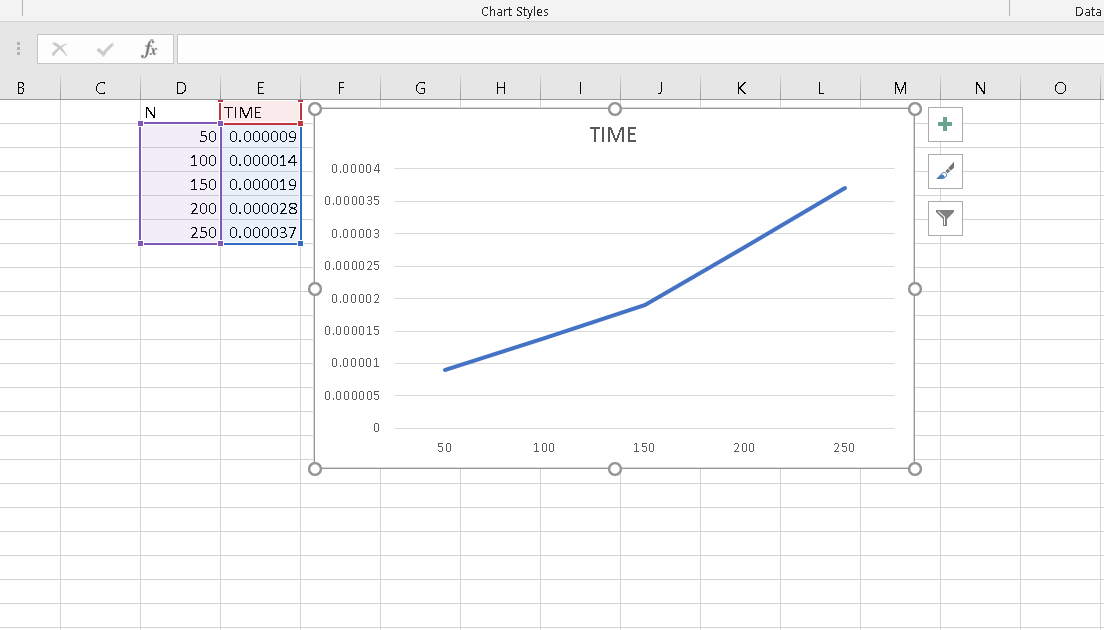 Chart Styles Data
fx
B C D E F G H I J K L M N O
N TIME
50 0.000009
100 0.000014
150 0.000019
200 0.000028
250 0.000037
TIME
0.00004
0.000035
0.00003
0.000025
0.00002
0.000015
0.00001
0.000005
0
50 100 150 200 250